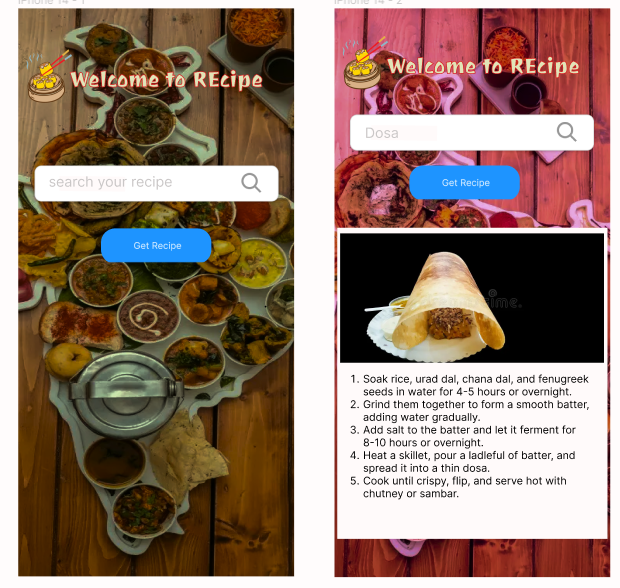 iPhone 14 - 1
Welcome to REcipe
search your recipe
Get Recipe
iPhone 14 - 2
Welcome to REcipe
Dosa
Get Recipe
1. Soak rice, urad dal, chana dal, and fenugreek
seeds in water for 4-5 hours or overnight.
2. Grind them together to form a smooth batter,
adding water gradually.
3. Add salt to the batter and let it ferment for
8-10 hours or overnight.
4. Heat a skillet, pour a ladleful of batter, and
spread it into a thin dosa.
5. Cook until crispy, flip, and serve hot with
chutney or sambar.